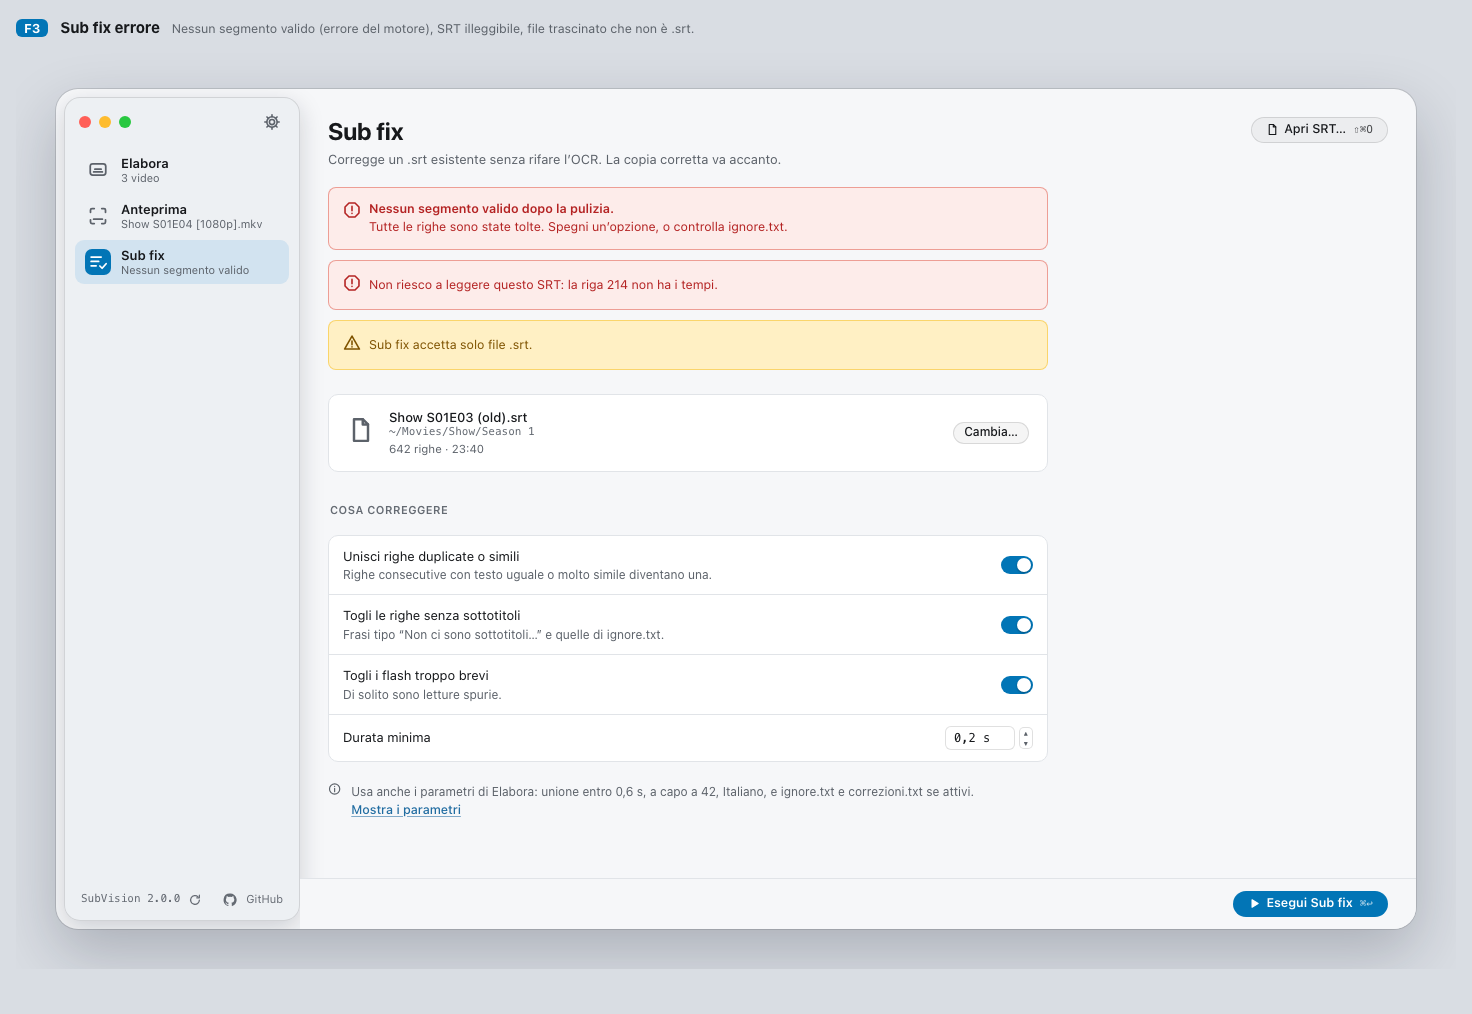 F3 Sub fix errore Nessun segmento valido (errore del motore), SRT illeggibile, file trascinato che non è .srt.
Elabora
3 video
Anteprima
Show S01E04 [1080p].mkv
Sub fix
Nessun segmento valido
SubVision 2.0.0 GitHub
Sub fix
Apri SRT… ⇧⌘O
Corregge un .srt esistente senza rifare l’OCR. La copia corretta va accanto.
Nessun segmento valido dopo la pulizia.
Tutte le righe sono state tolte. Spegni un’opzione, o controlla ignore.txt.
Non riesco a leggere questo SRT: la riga 214 non ha i tempi.
Sub fix accetta solo file .srt.
Show S01E03 (old).srt
~/Movies/Show/Season 1
642 righe · 23:40
Cambia…
COSA CORREGGERE
Unisci righe duplicate o simili
Righe consecutive con testo uguale o molto simile diventano una.
Togli le righe senza sottotitoli
Frasi tipo “Non ci sono sottotitoli…” e quelle di ignore.txt.
Togli i flash troppo brevi
Di solito sono letture spurie.
Durata minima 0,2 s
Usa anche i parametri di Elabora: unione entro 0,6 s, a capo a 42, Italiano, e ignore.txt e correzioni.txt se attivi.
Mostra i parametri
Esegui Sub fix ⌘↩